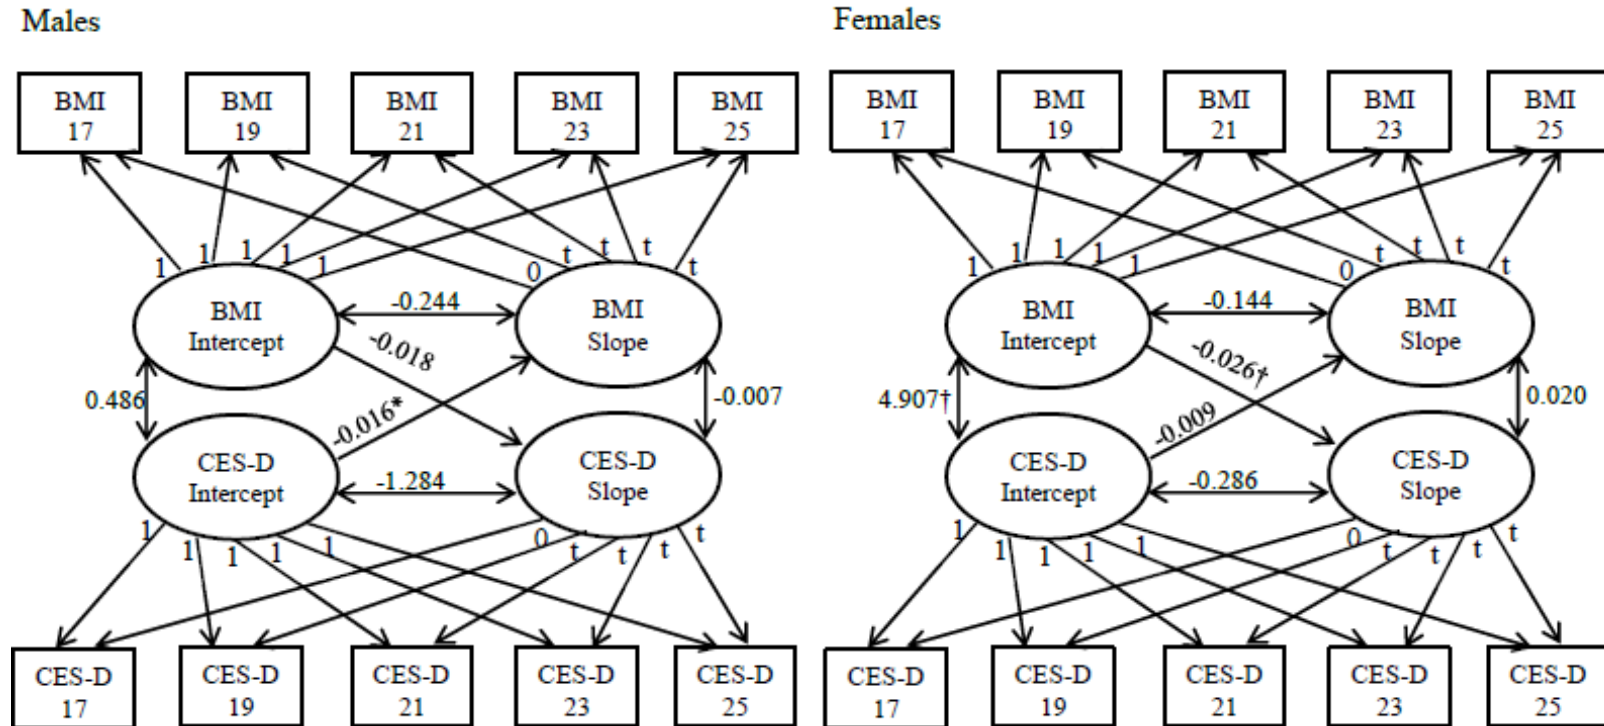 Males
BMI 17
BMI 19
BMI 21
BMI 23
BMI 25
1
1
1
1
1
0
t
t
t
t
BMI Intercept
-0.244
BMI Slope
-0.018
0.486
-0.016*
-0.007
CES-D Intercept
-1.284
CES-D Slope
1
1
1
1
1
0
t
t
t
t
CES-D 17
CES-D 19
CES-D 21
CES-D 23
CES-D 25
Females
BMI 17
BMI 19
BMI 21
BMI 23
BMI 25
1
1
1
1
1
0
t
t
t
t
BMI Intercept
-0.144
BMI Slope
-0.026†
4.907†
-0.009
0.020
CES-D Intercept
-0.286
CES-D Slope
1
1
1
1
1
0
t
t
t
t
CES-D 17
CES-D 19
CES-D 21
CES-D 23
CES-D 25